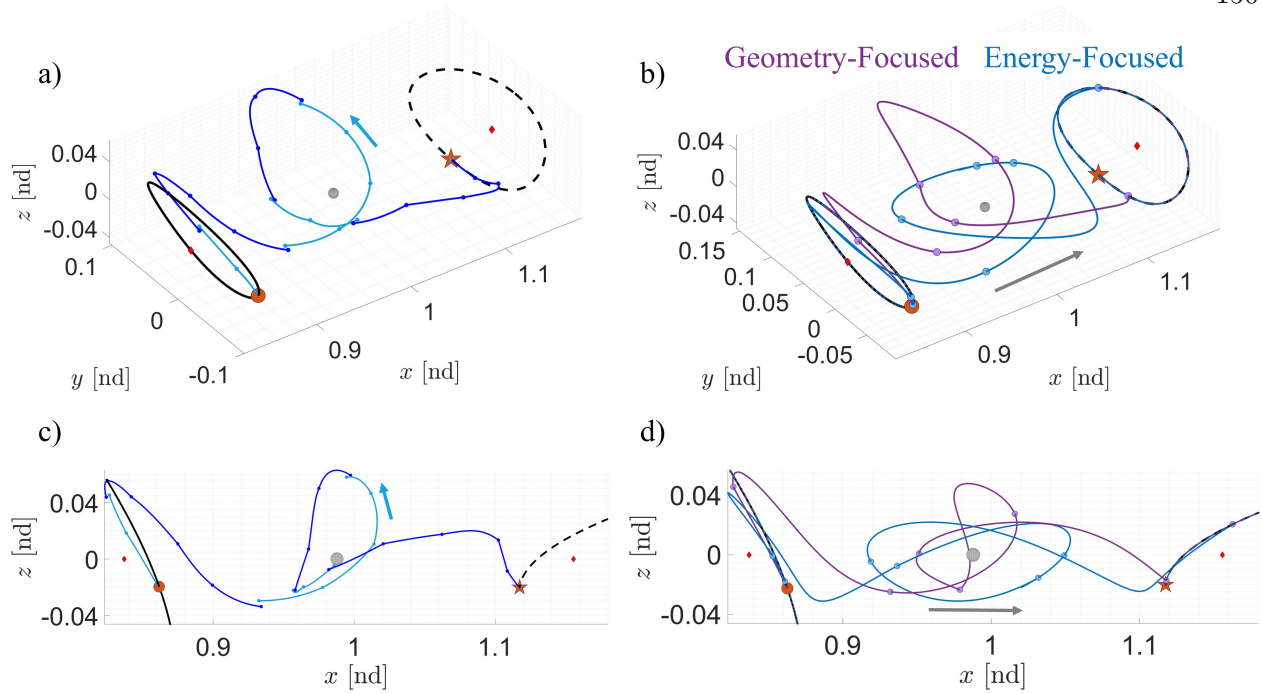 a)
0.04
0
-0.04
z [nd]
0.1
0
-0.1
y [nd]
0.9
1
1.1
x [nd]
b)
Geometry-Focused Energy-Focused
0.04
0
-0.04
z [nd]
0.15
0.1
0.05
0
-0.05
y [nd]
0.9
1
1.1
x [nd]
c)
0.04
0
-0.04
z [nd]
0.9 1 1.1
x [nd]
d)
0.04
0
-0.04
z [nd]
0.9 1 1.1
x [nd]